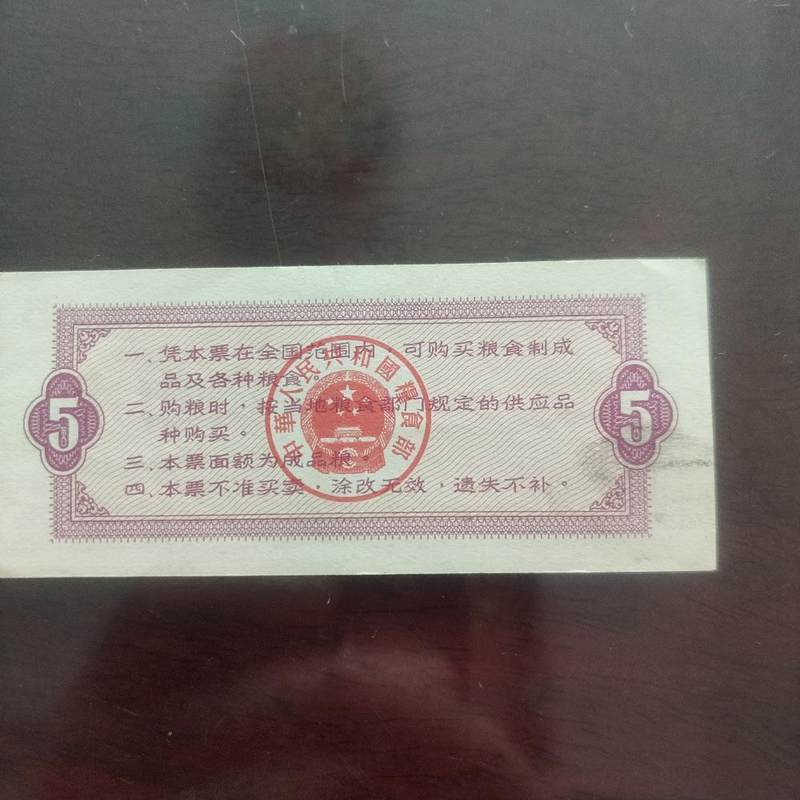 一、凭本票在全国范围内，可购买粮食制成
品及各种粮食。
二、购粮时，按当地粮食部门规定的供应品
种购买。
三、本票面额为成品粮。
四、本票不准买卖，涂改无效，遗失不补。
中華人民共和國糧食部
5
5